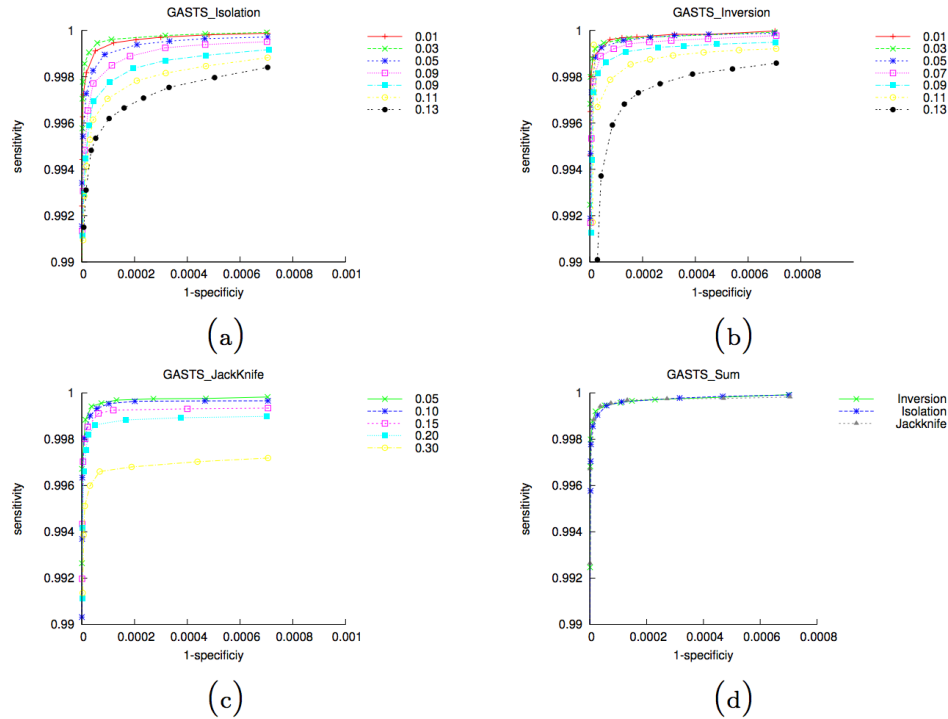 GASTS_Isolation
sensitivity
1
0.998
0.996
0.994
0.992
0.99
0 0.0002 0.0004 0.0006 0.0008 0.001
1-specificiy
0.01
0.03
0.05
0.09
0.09
0.11
0.13
(a)
GASTS_Inversion
sensitivity
1
0.998
0.996
0.994
0.992
0.99
0 0.0002 0.0004 0.0006 0.0008
1-specificiy
0.01
0.03
0.05
0.07
0.09
0.11
0.13
(b)
GASTS_JackKnife
sensitivity
1
0.998
0.996
0.994
0.992
0.99
0 0.0002 0.0004 0.0006 0.0008 0.001
1-specificiy
0.05
0.10
0.15
0.20
0.30
(c)
GASTS_Sum
sensitivity
1
0.998
0.996
0.994
0.992
0.99
0 0.0002 0.0004 0.0006 0.0008
1-specificiy
Inversion
Isolation
Jackknife
(d)